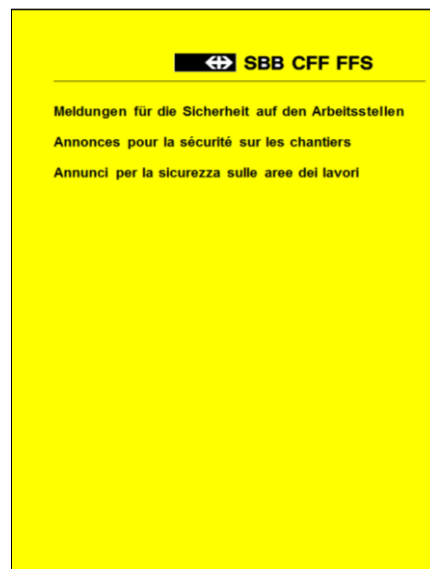 SBB CFF FFS
Meldungen für die Sicherheit auf den Arbeitsstellen
Annonces pour la sécurité sur les chantiers
Annunci per la sicurezza sulle aree dei lavori